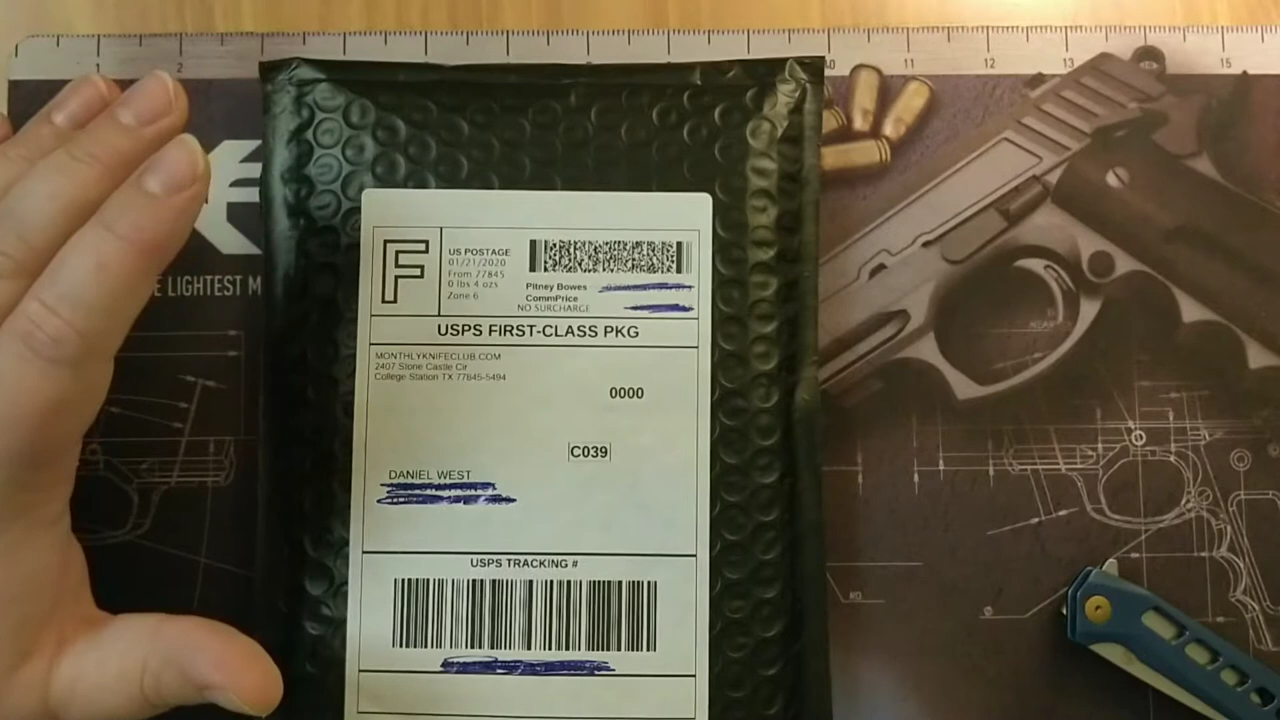 1 2 10 11 12 13 15
E LIGHTEST M
F
US POSTAGE
01/21/2020
From 77845
0 lbs 4 ozs
Zone 6
Pitney Bowes
CommPrice
NO SURCHARGE
USPS FIRST-CLASS PKG
MONTHLYKNIFECLUB.COM
2407 Stone Castle Cir
College Station TX 77845-5494
0000
C039
DANIEL WEST
USPS TRACKING #